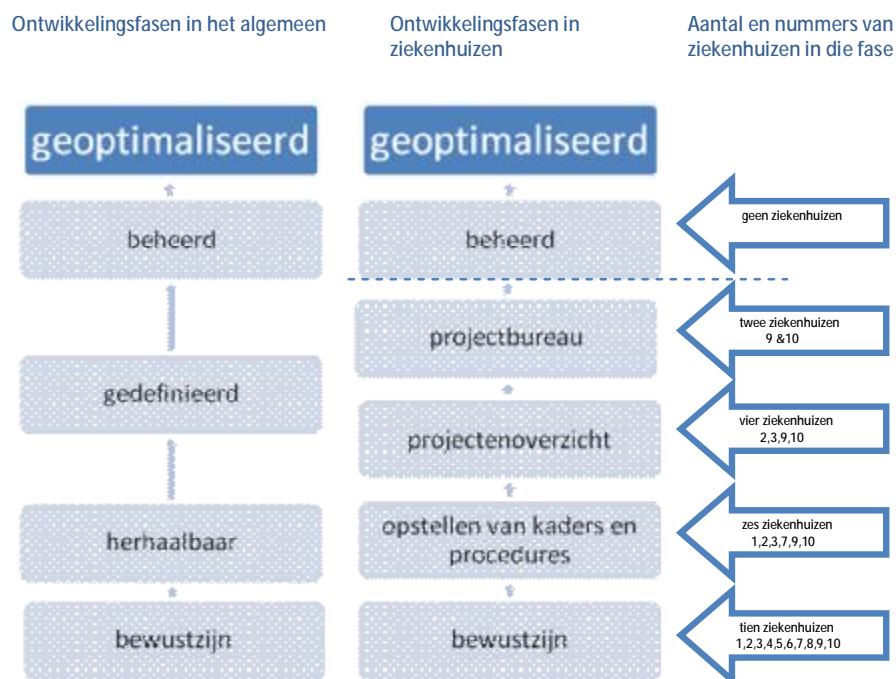 Ontwikkelingsfasen in het algemeen
Ontwikkelingsfasen in
ziekenhuizen
Aantal en nummers van
ziekenhuizen in die fase
geoptimaliseerd
geoptimaliseerd
beheerd
beheerd
geen ziekenhuizen
projectbureau
twee ziekenhuizen
9 &10
gedefinieerd
projectenoverzicht
vier ziekenhuizen
2,3,9,10
herhaalbaar
opstellen van kaders en
procedures
zes ziekenhuizen
1,2,3,7,9,10
bewustzijn
bewustzijn
tien ziekenhuizen
1,2,3,4,5,6,7,8,9,10